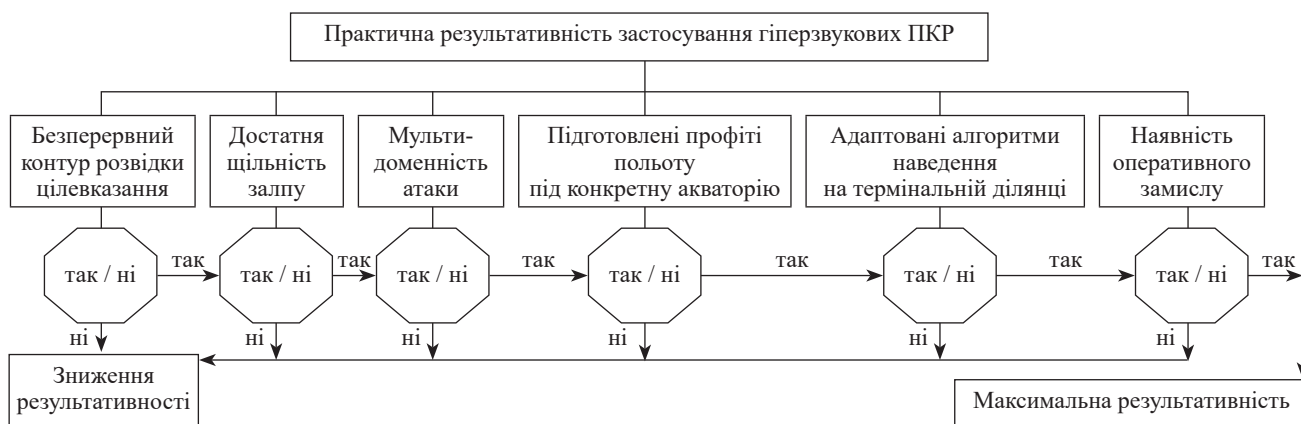 Практична результативність застосування гіперзвукових ПКР
Безперервний
контур розвідки
цілевказання
Достатня
щільність
залпу
Мульти-
доменність
атаки
Підготовлені профіті
польоту
під конкретну акваторію
Адаптовані алгоритми
наведення
на термінальній ділянці
Наявність
оперативного
замислу
так / ні
так
так / ні
так
так / ні
так
так / ні
так
так / ні
так
так / ні
так
ні
ні
ні
ні
ні
ні
Зниження
результативності
Максимальна результативність